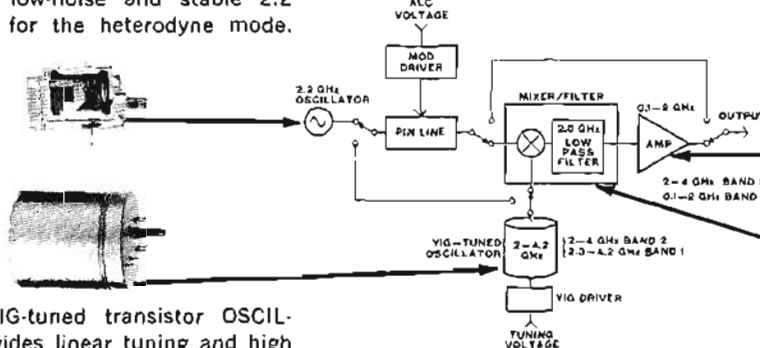 low-noise and stable 2.2
for the heterodyne mode.
ALC
VOLTAGE
MOD
DRIVER
2.2 GHz
OSCILLATOR
PIN LINE
MIXER/FILTER
2.0 GHz
LOW
PASS
FILTER
0.1-2 GHz
AMP
OUTPUT
2-4 GHz BAND
0.1-2 GHz BAND
YIG-TUNED
OSCILLATOR
2-4.2
GHz
2-4 GHz BAND 2
2.3-4.2 GHz BAND 1
YIG DRIVER
TUNING
VOLTAGE
IG-tuned transistor OSCIL-
vides linear tuning and high